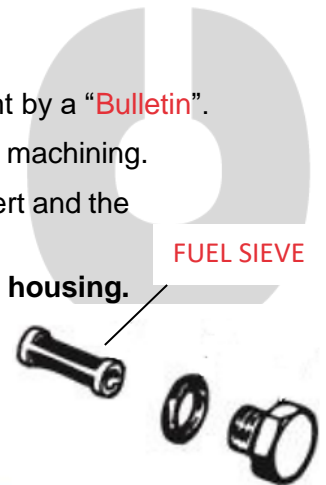 nt by a “Bulletin”.
machining.
ert and the
FUEL SIEVE
housing.